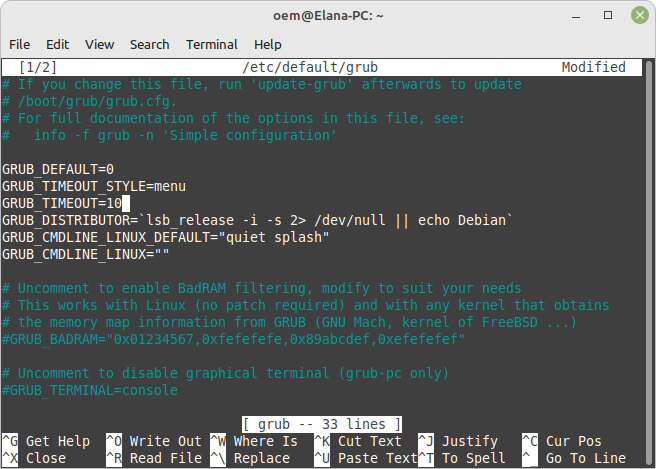 oem@Elana-PC: ~
File Edit View Search Terminal Help
[1/2] /etc/default/grub Modified
# If you change this file, run 'update-grub' afterwards to update
# /boot/grub/grub.cfg.
# For full documentation of the options in this file, see:
#   info -f grub -n 'Simple configuration'
GRUB_DEFAULT=0
GRUB_TIMEOUT_STYLE=menu
GRUB_TIMEOUT=10
GRUB_DISTRIBUTOR=`lsb_release -i -s 2> /dev/null || echo Debian`
GRUB_CMDLINE_LINUX_DEFAULT="quiet splash"
GRUB_CMDLINE_LINUX=""
# Uncomment to enable BadRAM filtering, modify to suit your needs
# This works with Linux (no patch required) and with any kernel that obtains
# the memory map information from GRUB (GNU Mach, kernel of FreeBSD ...)
#GRUB_BADRAM="0x01234567,0xfefefefe,0x89abcdef,0xefefefef"
# Uncomment to disable graphical terminal (grub-pc only)
#GRUB_TERMINAL=console
[ grub -- 33 lines ]
^G Get Help ^O Write Out ^W Where Is ^K Cut Text ^J Justify ^C Cur Pos
^X Close ^R Read File ^\ Replace ^U Paste Text ^T To Spell ^_ Go To Line